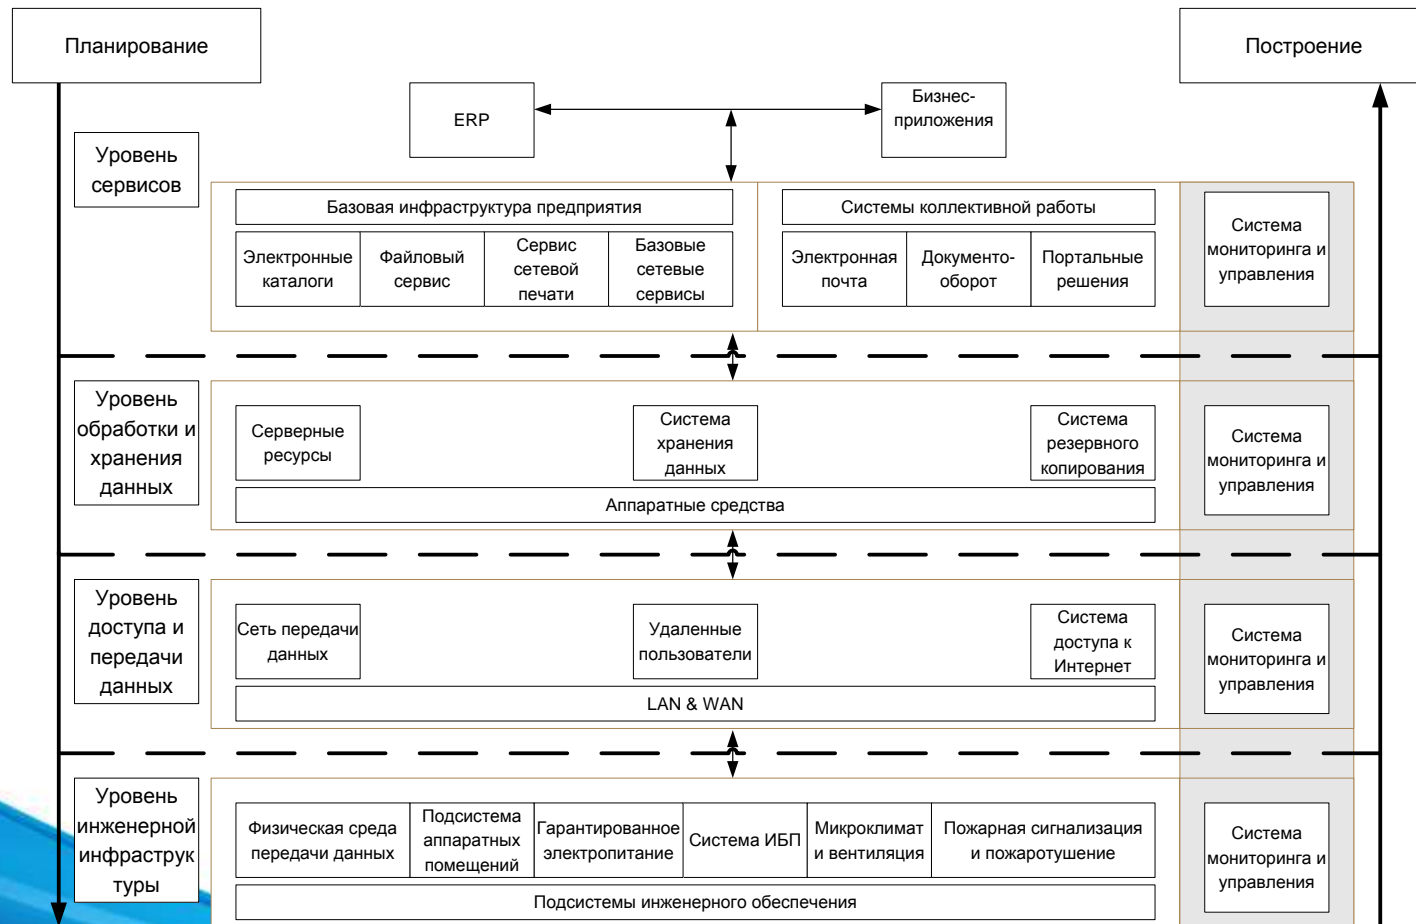 Планирование
Построение
ERP
Бизнес-
приложения
Уровень
сервисов
Базовая инфраструктура предприятия
Системы коллективной работы
Электронные
каталоги
Файловый
сервис
Сервис
сетевой
печати
Базовые
сетевые
сервисы
Электронная
почта
Документо-
оборот
Портальные
решения
Система
мониторинга и
управления
Уровень
обработки и
хранения
данных
Серверные
ресурсы
Система
хранения
данных
Система
резервного
копирования
Аппаратные средства
Система
мониторинга и
управления
Уровень
доступа и
передачи
данных
Сеть передачи
данных
Удаленные
пользователи
Система
доступа к
Интернет
LAN & WAN
Система
мониторинга и
управления
Уровень
инженерной
инфраструк
туры
Физическая среда
передачи данных
Подсистема
аппаратных
помещений
Гарантированное
электропитание
Система ИБП
Микроклимат
и вентиляция
Пожарная сигнализация
и пожаротушение
Подсистемы инженерного обеспечения
Система
мониторинга и
управления